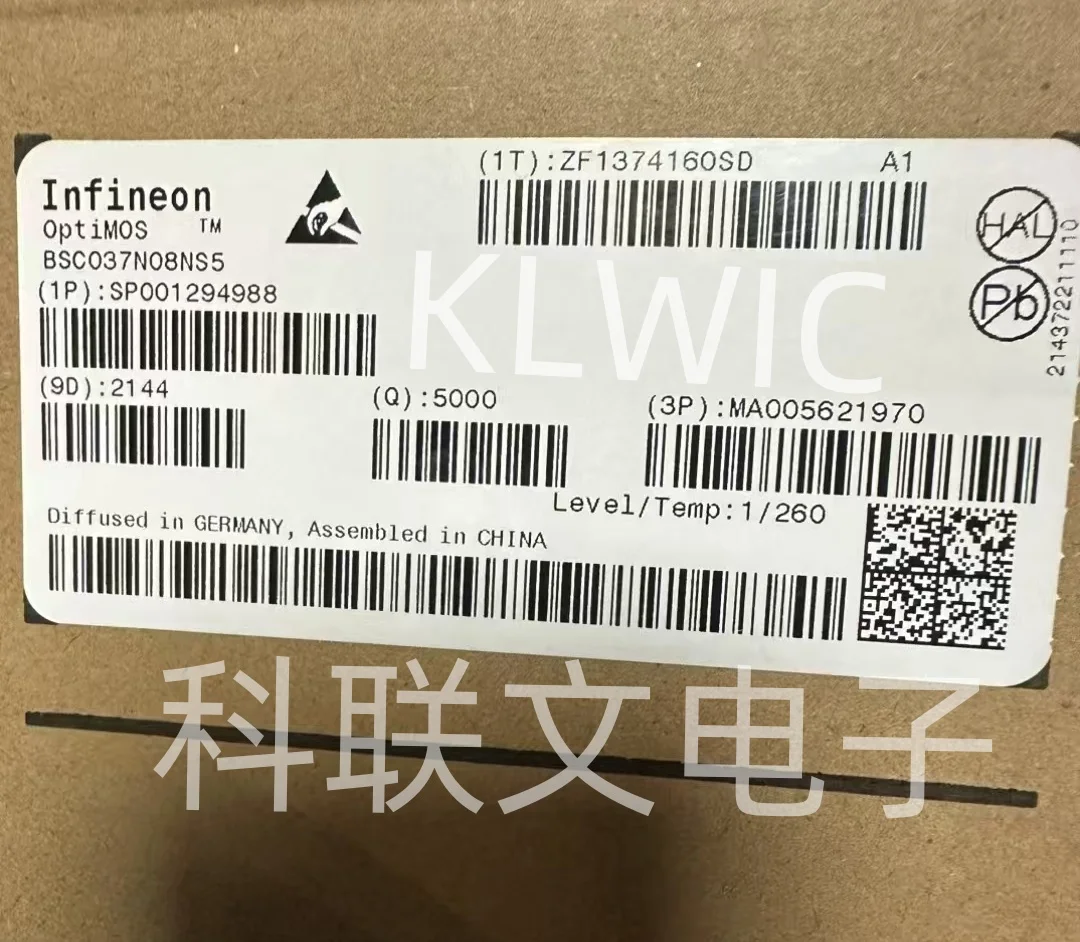 (1T):ZF1374160SD A1
Infineon
OptiMOS ™
BSC037N08NS5
(1P):SP001294988
HAL
Pb
214372211110
KLWIC
(9D):2144
(Q):5000
(3P):MA005621970
Level/Temp:1/260
Diffused in GERMANY, Assembled in CHINA
科联文电子